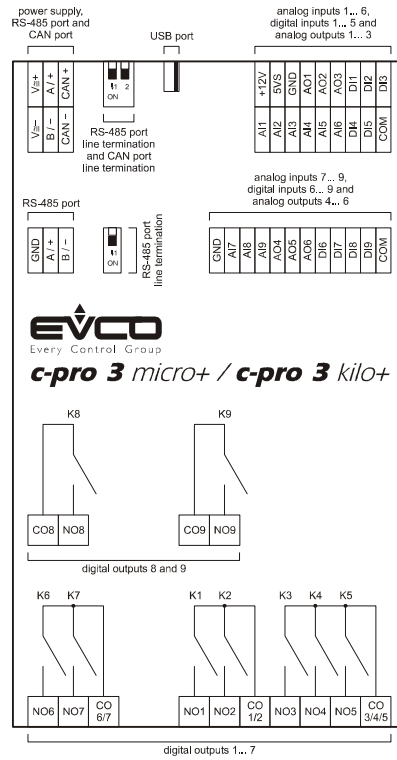 power supply,
RS-485 port and
CAN port
USB port
analog inputs 1... 6,
digital inputs 1... 5 and
analog outputs 1... 3
V≂+ A / + CAN +
V≂− B / − CAN −
1 2
ON
+12V 5VS GND AO1 AO2 AO3 DI1 DI2 DI3
AI1 AI2 AI3 AI4 AI5 AI6 DI4 DI5 COM
RS-485 port
line termination
and CAN port
line termination
analog inputs 7... 9,
digital inputs 6... 9 and
analog outputs 4... 6
RS-485 port
GND A / + B / −
1
ON
RS-485 port
line termination
GND AI7 AI8 AI9 AO4 AO5 AO6 DI6 DI7 DI8 DI9 COM
EVCO
Every Control Group
c-pro 3 micro+ / c-pro 3 kilo+
K8 K9
CO8 NO8 CO9 NO9
digital outputs 8 and 9
K6 K7 K1 K2 K3 K4 K5
NO6 NO7 CO 6/7 NO1 NO2 CO 1/2 NO3 NO4 NO5 CO 3/4/5
digital outputs 1... 7